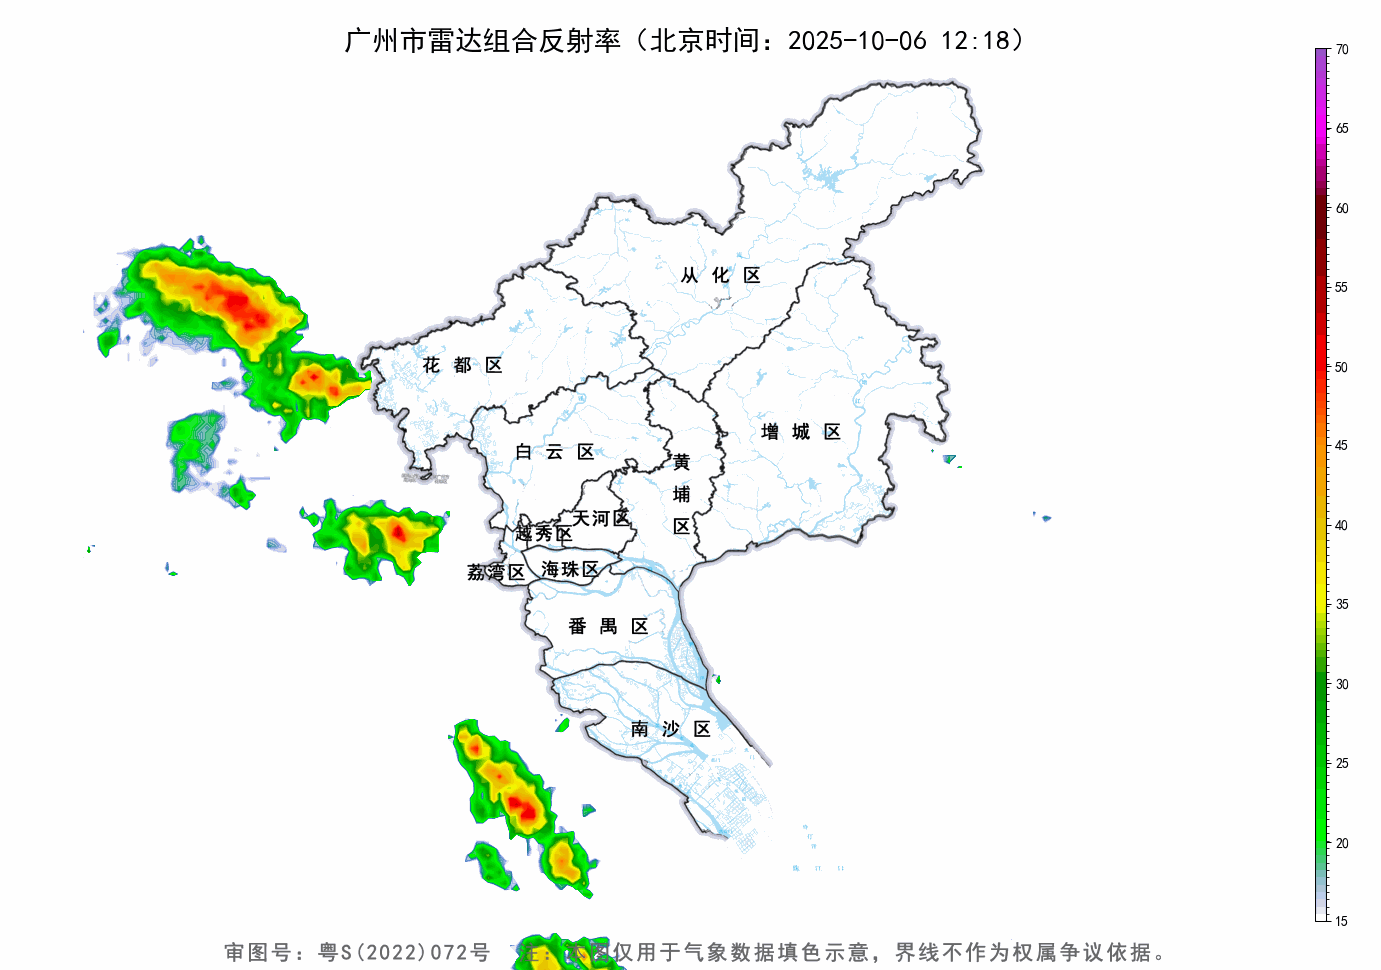 广州市雷达组合反射率（北京时间：2025-10-06 12:18）
70
65
60
55
50
45
40
35
30
25
20
15
从化区
花都区
增城区
白云区
黄埔区
天河区
越秀区
荔湾区
海珠区
番禺区
南沙区
审图号：粤S(2022)072号 注：本图仅用于气象数据填色示意，界线不作为权属争议依据。